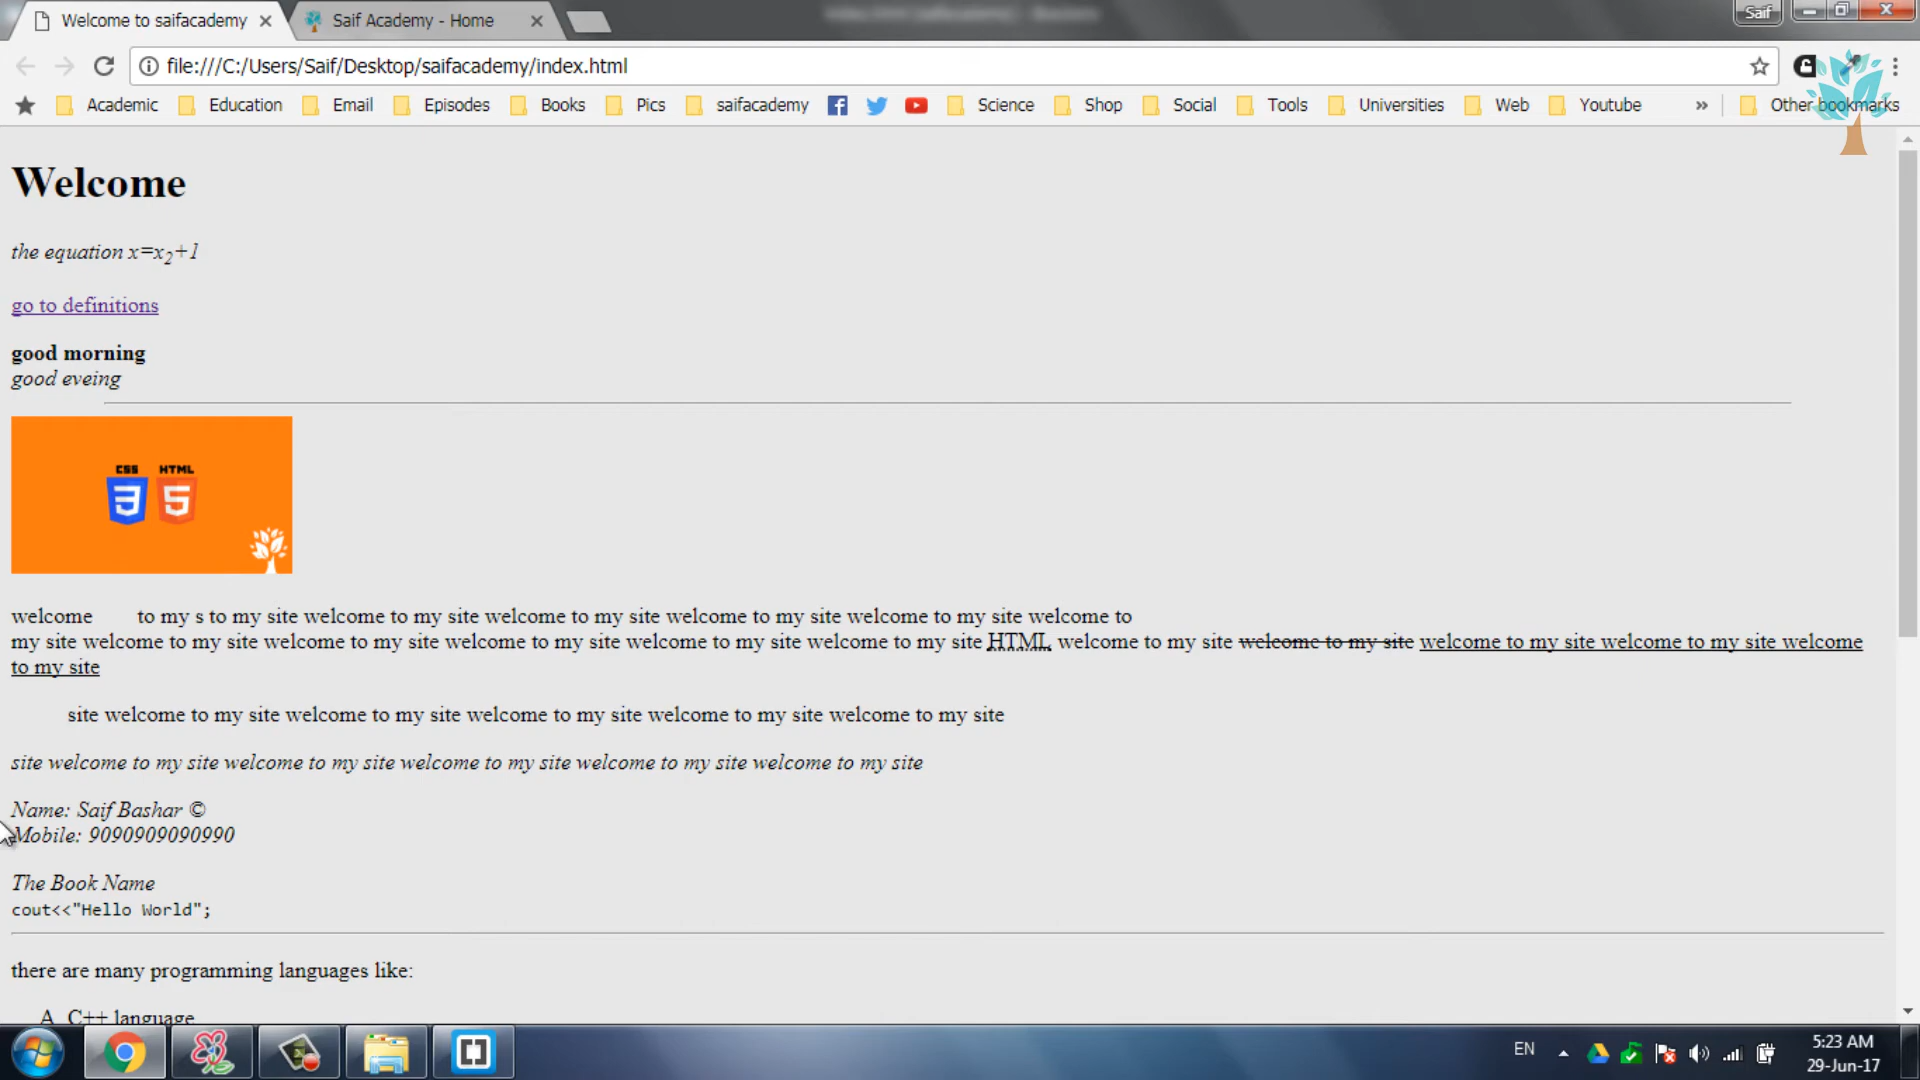 Welcome to saifacademy
Saif Academy - Home
Saif
file:///C:/Users/Saif/Desktop/saifacademy/index.html
Academic Education Email Episodes Books Pics saifacademy Science Shop Social Tools Universities Web Youtube » Other bookmarks
Welcome
the equation x=x2+1
go to definitions
good morning
good eveing
CSS HTML
3 5
welcome to my s to my site welcome to my site welcome to my site welcome to my site welcome to my site welcome to
my site welcome to my site welcome to my site welcome to my site welcome to my site welcome to my site HTML welcome to my site welcome to my site welcome to my site welcome to my site welcome
to my site
site welcome to my site welcome to my site welcome to my site welcome to my site welcome to my site
site welcome to my site welcome to my site welcome to my site welcome to my site welcome to my site
Name: Saif Bashar ©
Mobile: 9090909090990
The Book Name
cout<<"Hello World";
there are many programming languages like:
A. C++ language
EN
5:23 AM
29-Jun-17